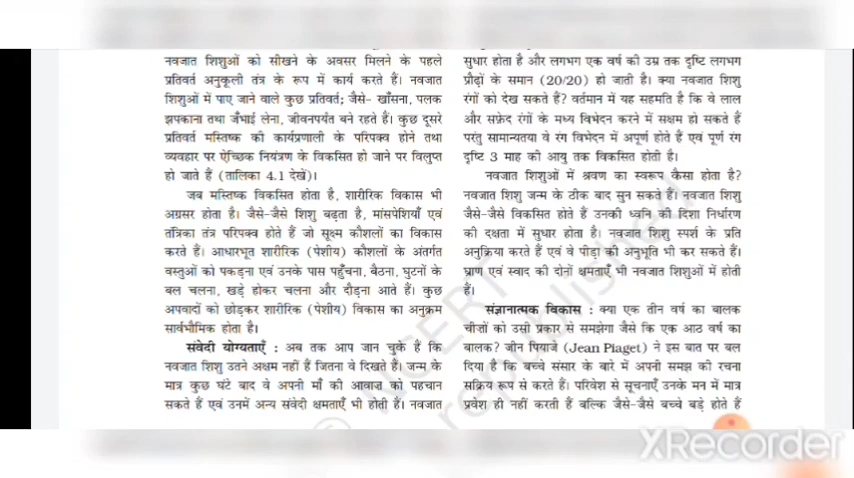 नवजात शिशुओं को सीखने के अवसर मिलने के पहले
प्रतिवर्त अनुकूली तंत्र के रूप में कार्य करते हैं। नवजात
शिशुओं में पाए जाने वाले कुछ प्रतिवर्त; जैसे- खाँसना, पलक
झपकाना तथा जँभाई लेना, जीवनपर्यंत बने रहते हैं। कुछ दूसरे
प्रतिवर्त मस्तिष्क की कार्यप्रणाली के परिपक्व होने तथा
व्यवहार पर ऐच्छिक नियंत्रण के विकसित हो जाने पर विलुप्त
हो जाते हैं (तालिका 4.1 देखें)।
जब मस्तिष्क विकसित होता है, शारीरिक विकास भी
अग्रसर होता है। जैसे-जैसे शिशु बढ़ता है, मांसपेशियाँ एवं
तंत्रिका तंत्र परिपक्व होते हैं जो सूक्ष्म कौशलों का विकास
करते हैं। आधारभूत शारीरिक (पेशीय) कौशलों के अंतर्गत
वस्तुओं को पकड़ना एवं उनके पास पहुँचना, बैठना, घुटनों के
बल चलना, खड़े होकर चलना और दौड़ना आते हैं। कुछ
अपवादों को छोड़कर शारीरिक (पेशीय) विकास का अनुक्रम
सार्वभौमिक होता है।
संवेदी योग्यताएँ : अब तक आप जान चुके हैं कि
नवजात शिशु उतने अक्षम नहीं हैं जितना वे दिखते हैं। जन्म के
मात्र कुछ घंटे बाद वे अपनी माँ की आवाज़ को पहचान
सकते हैं एवं उनमें अन्य संवेदी क्षमताएँ भी होती हैं। नवजात
सुधार होता है और लगभग एक वर्ष की उम्र तक दृष्टि लगभग
प्रौढ़ों के समान (20/20) हो जाती है। क्या नवजात शिशु
रंगों को देख सकते हैं? वर्तमान में यह सहमति है कि वे लाल
और सफ़ेद रंगों के मध्य विभेदन करने में सक्षम हो सकते हैं
परंतु सामान्यतया वे रंग विभेदन में अपूर्ण होते हैं एवं पूर्ण रंग
दृष्टि 3 माह की आयु तक विकसित होती है।
नवजात शिशुओं में श्रवण का स्वरूप कैसा होता है?
नवजात शिशु जन्म के ठीक बाद सुन सकते हैं। नवजात शिशु
जैसे-जैसे विकसित होते हैं उनकी ध्वनि की दिशा निर्धारण
की दक्षता में सुधार होता है। नवजात शिशु स्पर्श के प्रति
अनुक्रिया करते हैं एवं वे पीड़ा की अनुभूति भी कर सकते हैं।
घ्राण एवं स्वाद की दोनों क्षमताएँ भी नवजात शिशुओं में होती
हैं।
संज्ञानात्मक विकास : क्या एक तीन वर्ष का बालक
चीज़ों को उसी प्रकार से समझेगा जैसे कि एक आठ वर्ष का
बालक? जीन पियाजे (Jean Piaget) ने इस बात पर बल
दिया है कि बच्चे संसार के बारे में अपनी समझ की रचना
सक्रिय रूप से करते हैं। परिवेश से सूचनाएँ उनके मन में मात्र
प्रवेश ही नहीं करती हैं बल्कि जैसे-जैसे बच्चे बड़े होते हैं
© NCERT
republished
XRecorder